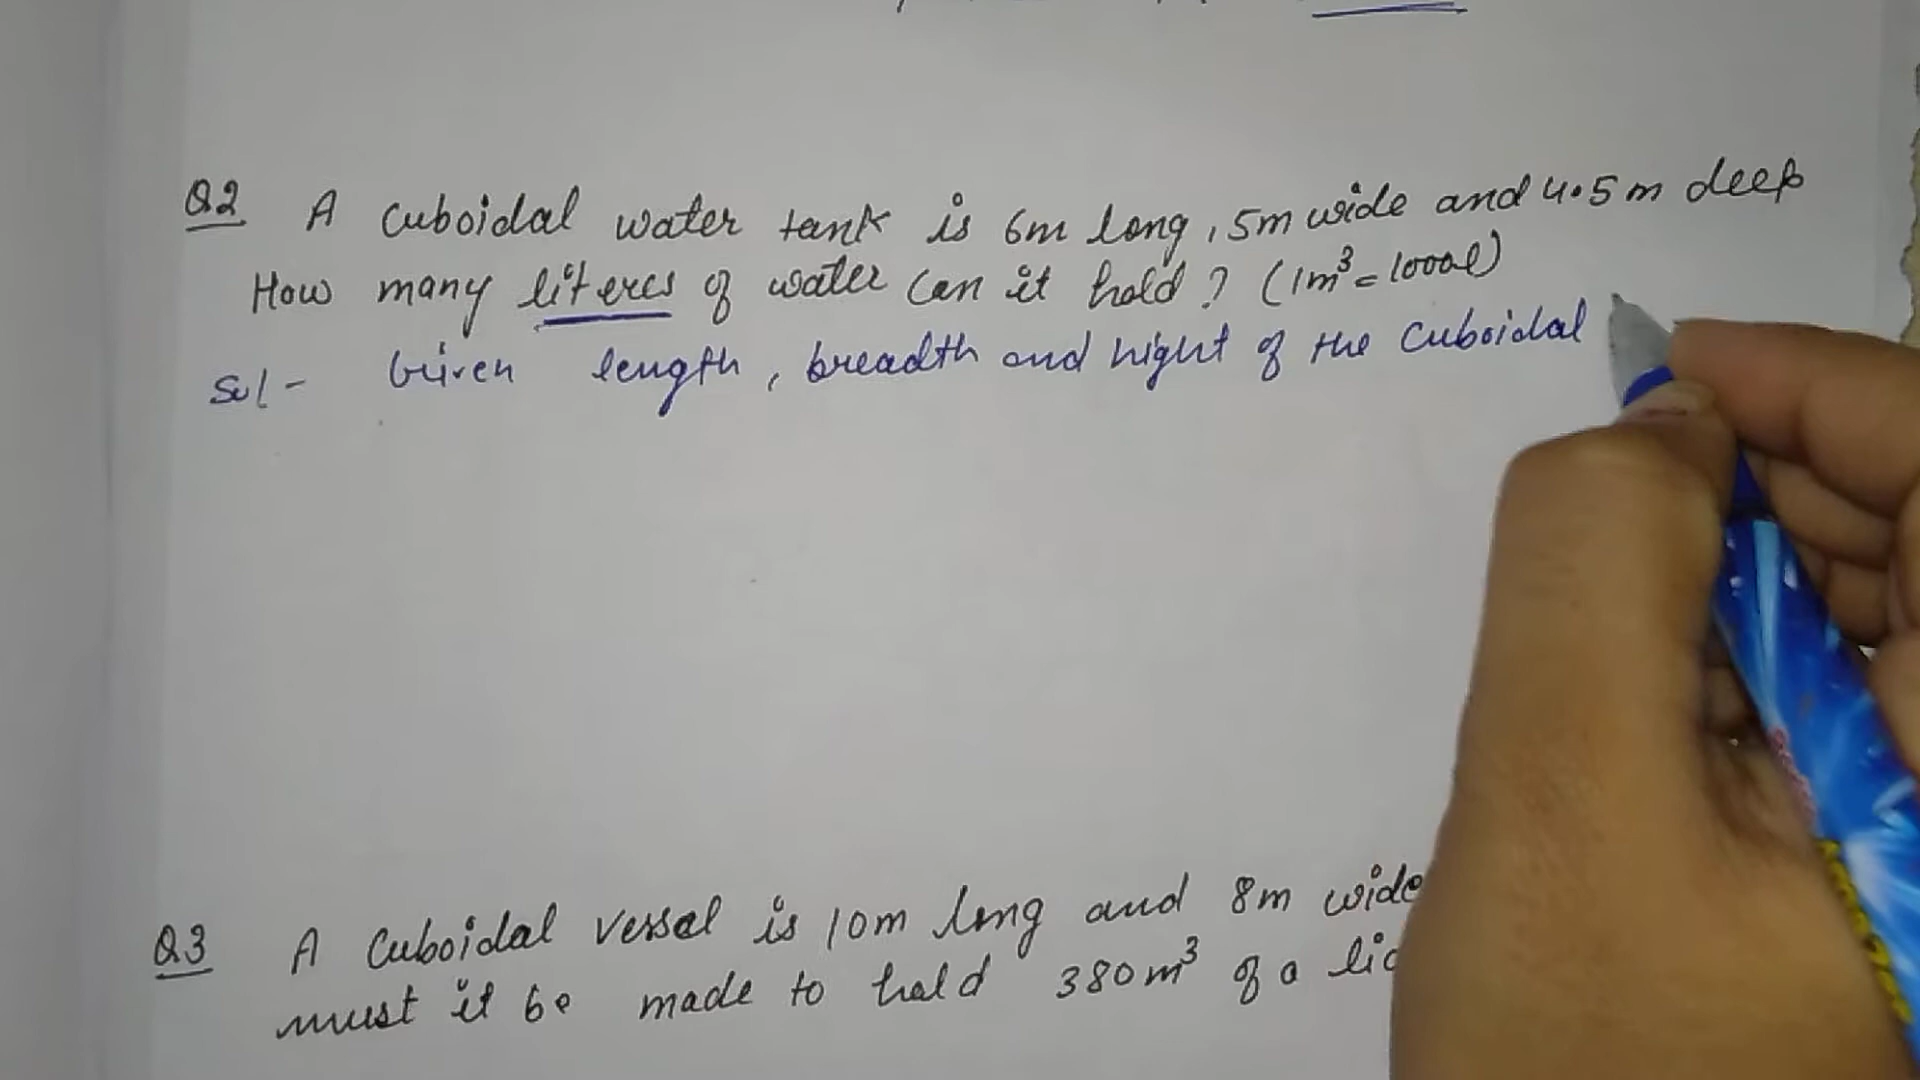 Q2 A cuboidal water tank is 6m long, 5m wide and 4.5m deep
How many literes of water can it hold? (1m³=1000l)
Sol- Given length, breadth and hight of the cuboidal
Q3 A cuboidal vessel is 10m long and 8m wide
must it be made to hold 380m³ of a